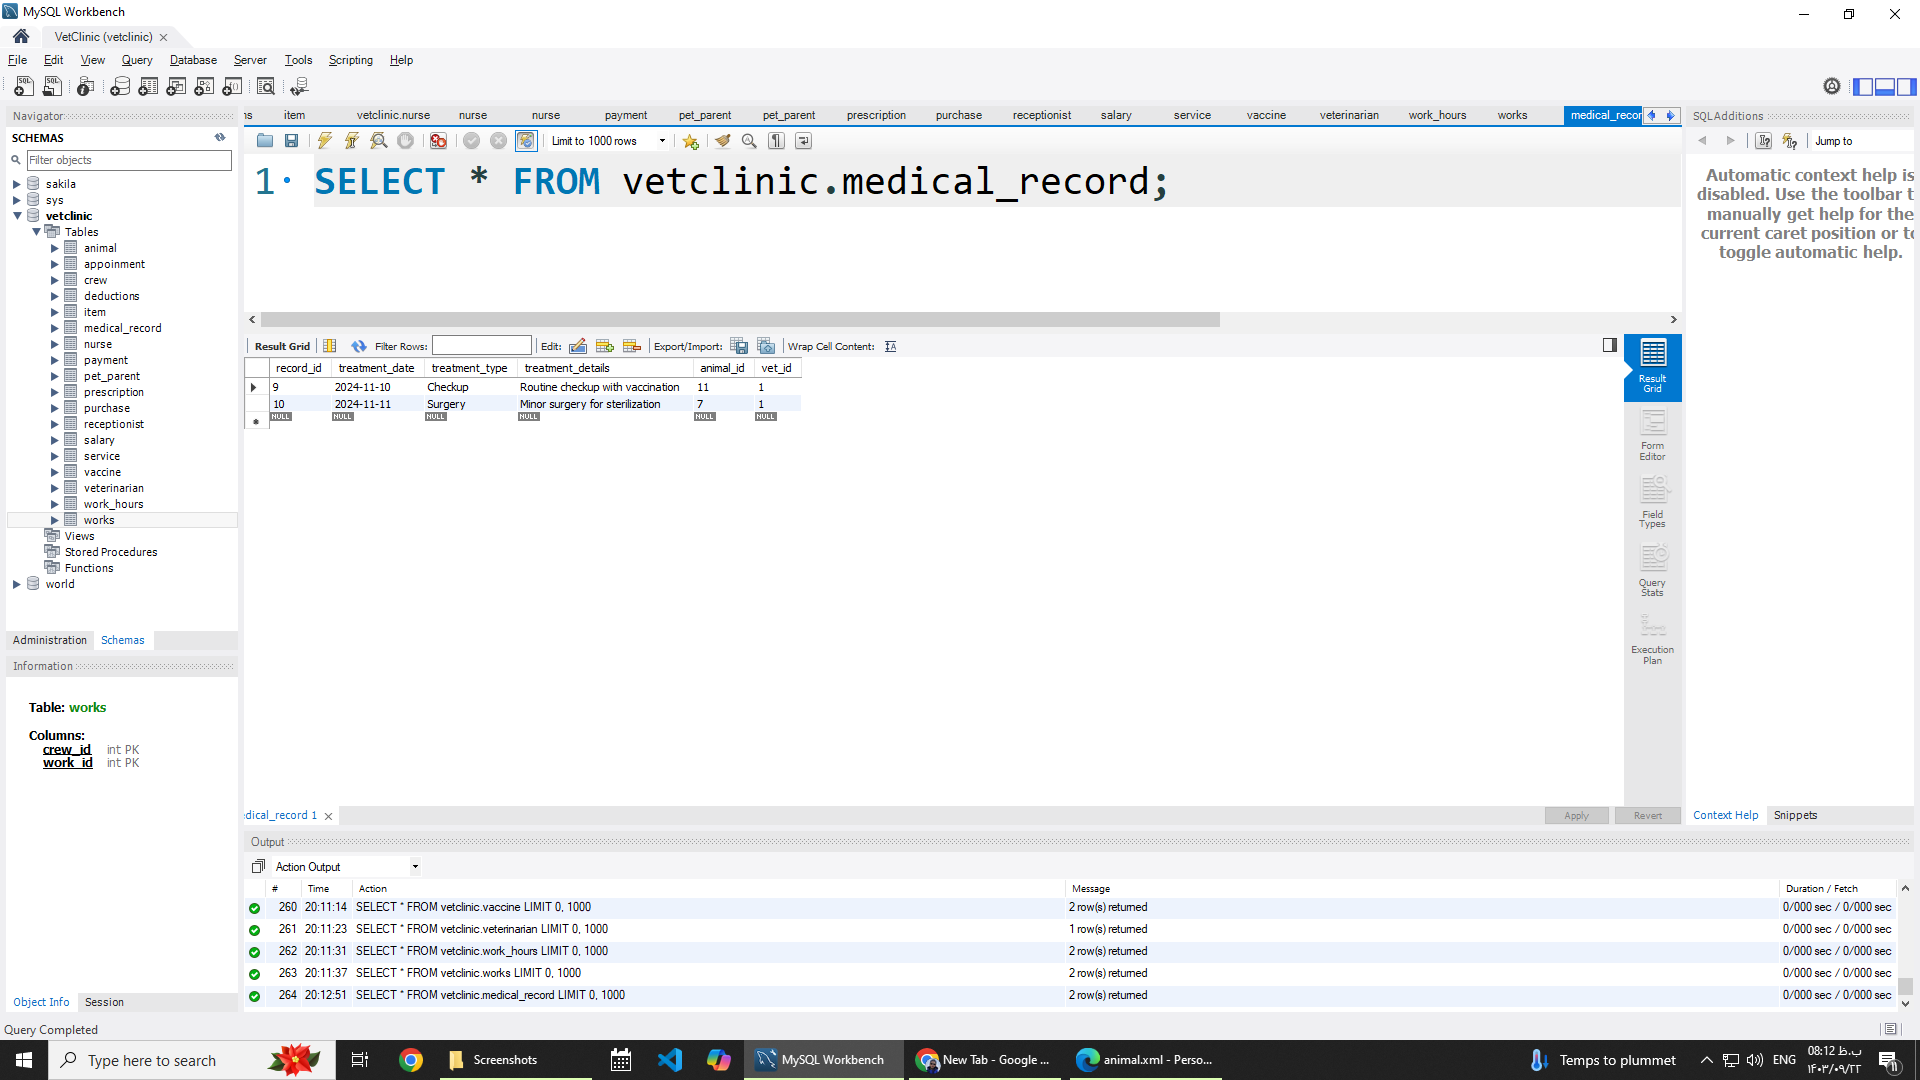 MySQL Workbench
VetClinic (vetclinic)
File Edit View Query Database Server Tools Scripting Help
Navigator
SCHEMAS
Filter objects
sakila
sys
vetclinic
Tables
animal
appoinment
crew
deductions
item
medical_record
nurse
payment
pet_parent
prescription
purchase
receptionist
salary
service
vaccine
veterinarian
work_hours
works
Views
Stored Procedures
Functions
world
Administration Schemas
Information
Table: works
Columns:
crew_id int PK
work_id int PK
Object Info Session
ns item vetclinic.nurse nurse nurse payment pet_parent pet_parent prescription purchase receptionist salary service vaccine veterinarian work_hours works medical_recor
Limit to 1000 rows
1 SELECT * FROM vetclinic.medical_record;
Result Grid Filter Rows: Edit: Export/Import: Wrap Cell Content:
record_id treatment_date treatment_type treatment_details animal_id vet_id
9 2024-11-10 Checkup Routine checkup with vaccination 11 1
10 2024-11-11 Surgery Minor surgery for sterilization 7 1
NULL NULL NULL NULL NULL NULL
Result Grid
Form Editor
Field Types
Query Stats
Execution Plan
edical_record 1
Apply Revert
SQLAdditions
Jump to
Automatic context help is
disabled. Use the toolbar t
manually get help for the
current caret position or to
toggle automatic help.
Context Help Snippets
Output
Action Output
# Time Action Message Duration / Fetch
260 20:11:14 SELECT * FROM vetclinic.vaccine LIMIT 0, 1000 2 row(s) returned 0/000 sec / 0/000 sec
261 20:11:23 SELECT * FROM vetclinic.veterinarian LIMIT 0, 1000 1 row(s) returned 0/000 sec / 0/000 sec
262 20:11:31 SELECT * FROM vetclinic.work_hours LIMIT 0, 1000 2 row(s) returned 0/000 sec / 0/000 sec
263 20:11:37 SELECT * FROM vetclinic.works LIMIT 0, 1000 2 row(s) returned 0/000 sec / 0/000 sec
264 20:12:51 SELECT * FROM vetclinic.medical_record LIMIT 0, 1000 2 row(s) returned 0/000 sec / 0/000 sec
Query Completed
Type here to search
Screenshots
MySQL Workbench
New Tab - Google ...
animal.xml - Perso...
Temps to plummet
ENG
08:12 ب.ظ
۱۴۰۳/۰۹/۲۲